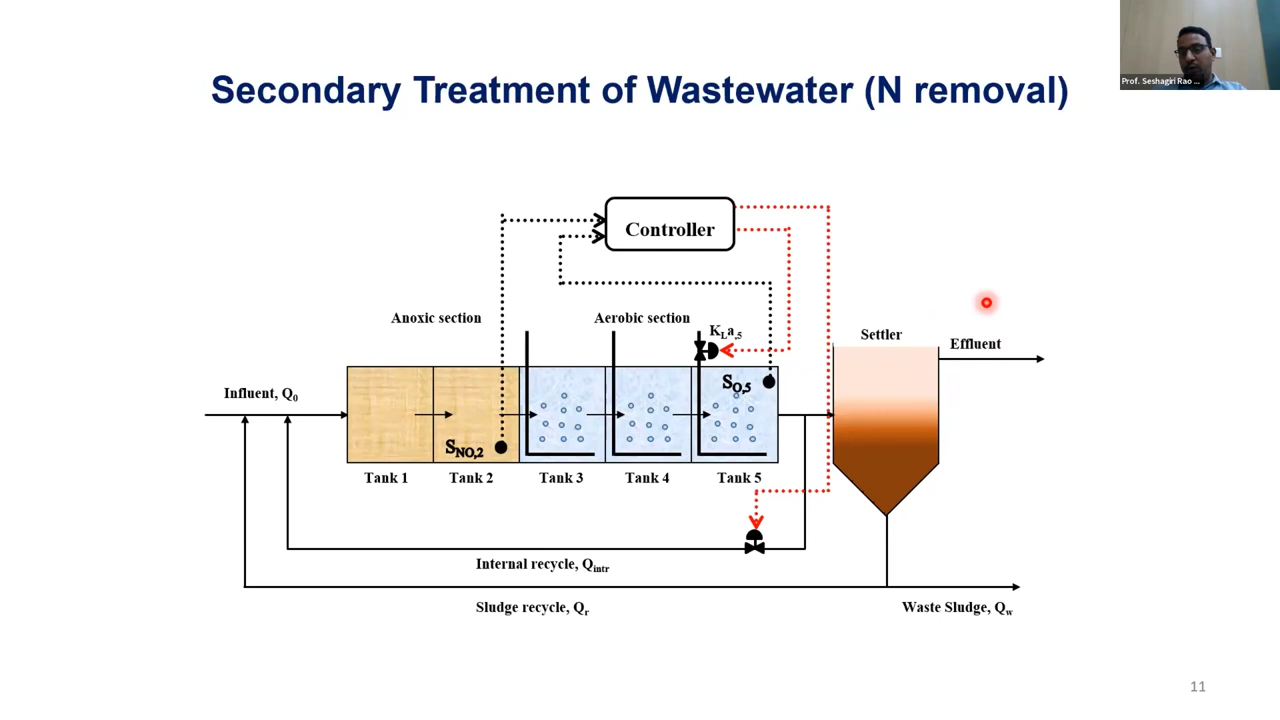 Prof. Seshagiri Rao ...
Secondary Treatment of Wastewater (N removal)
Controller
Anoxic section
Aerobic section
KLa,5
Settler
Effluent
SO,5
Influent, Q0
SNO,2
Tank 1
Tank 2
Tank 3
Tank 4
Tank 5
Internal recycle, Qintr
Sludge recycle, Qr
Waste Sludge, Qw
11